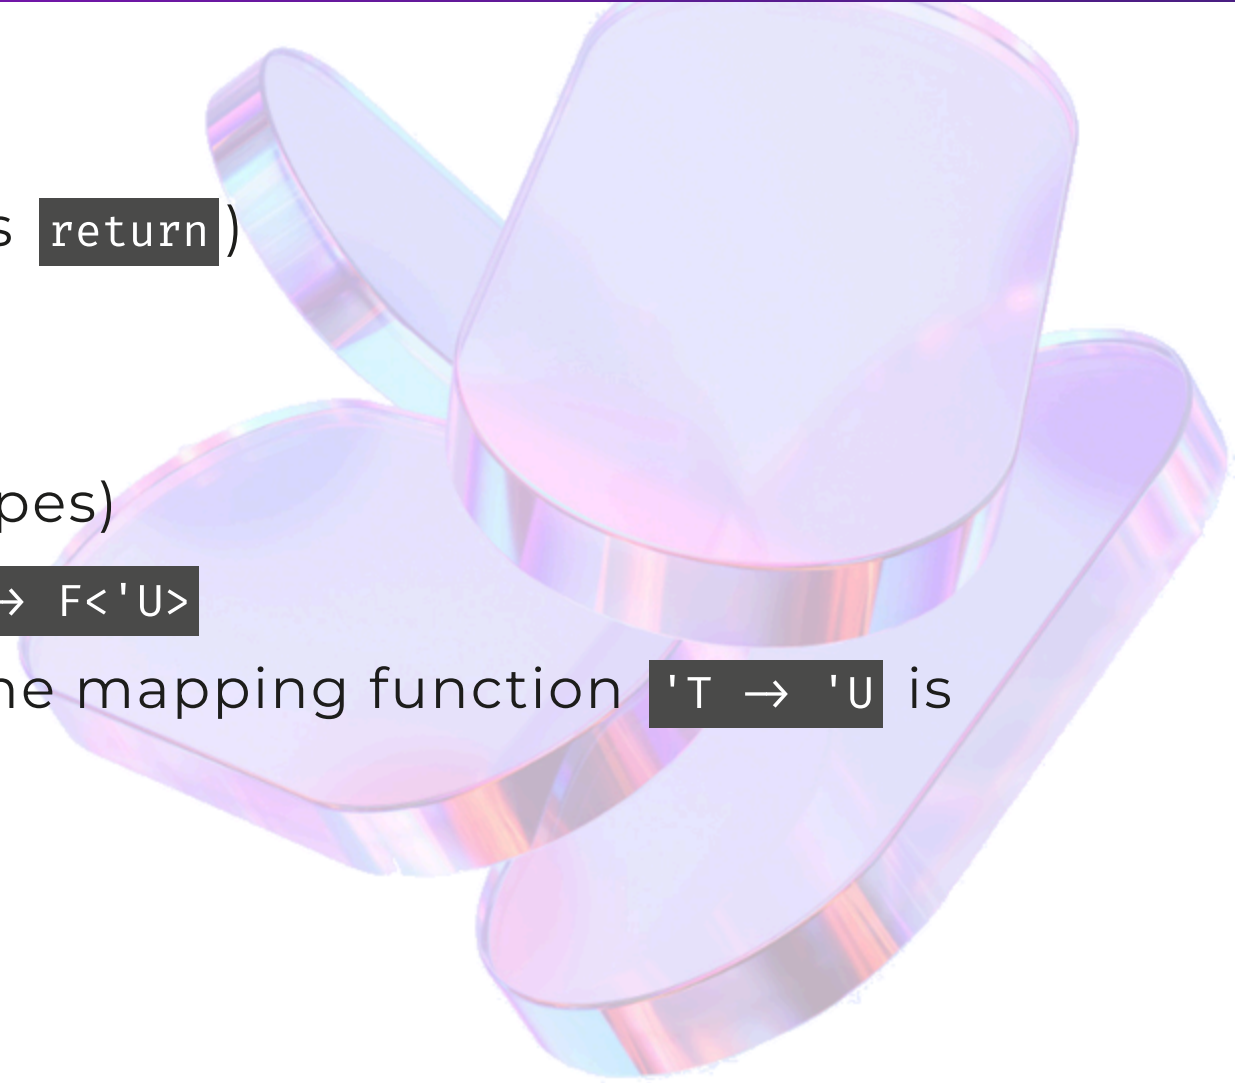 s return)
pes)
→ F<'U>
he mapping function 'T → 'U is